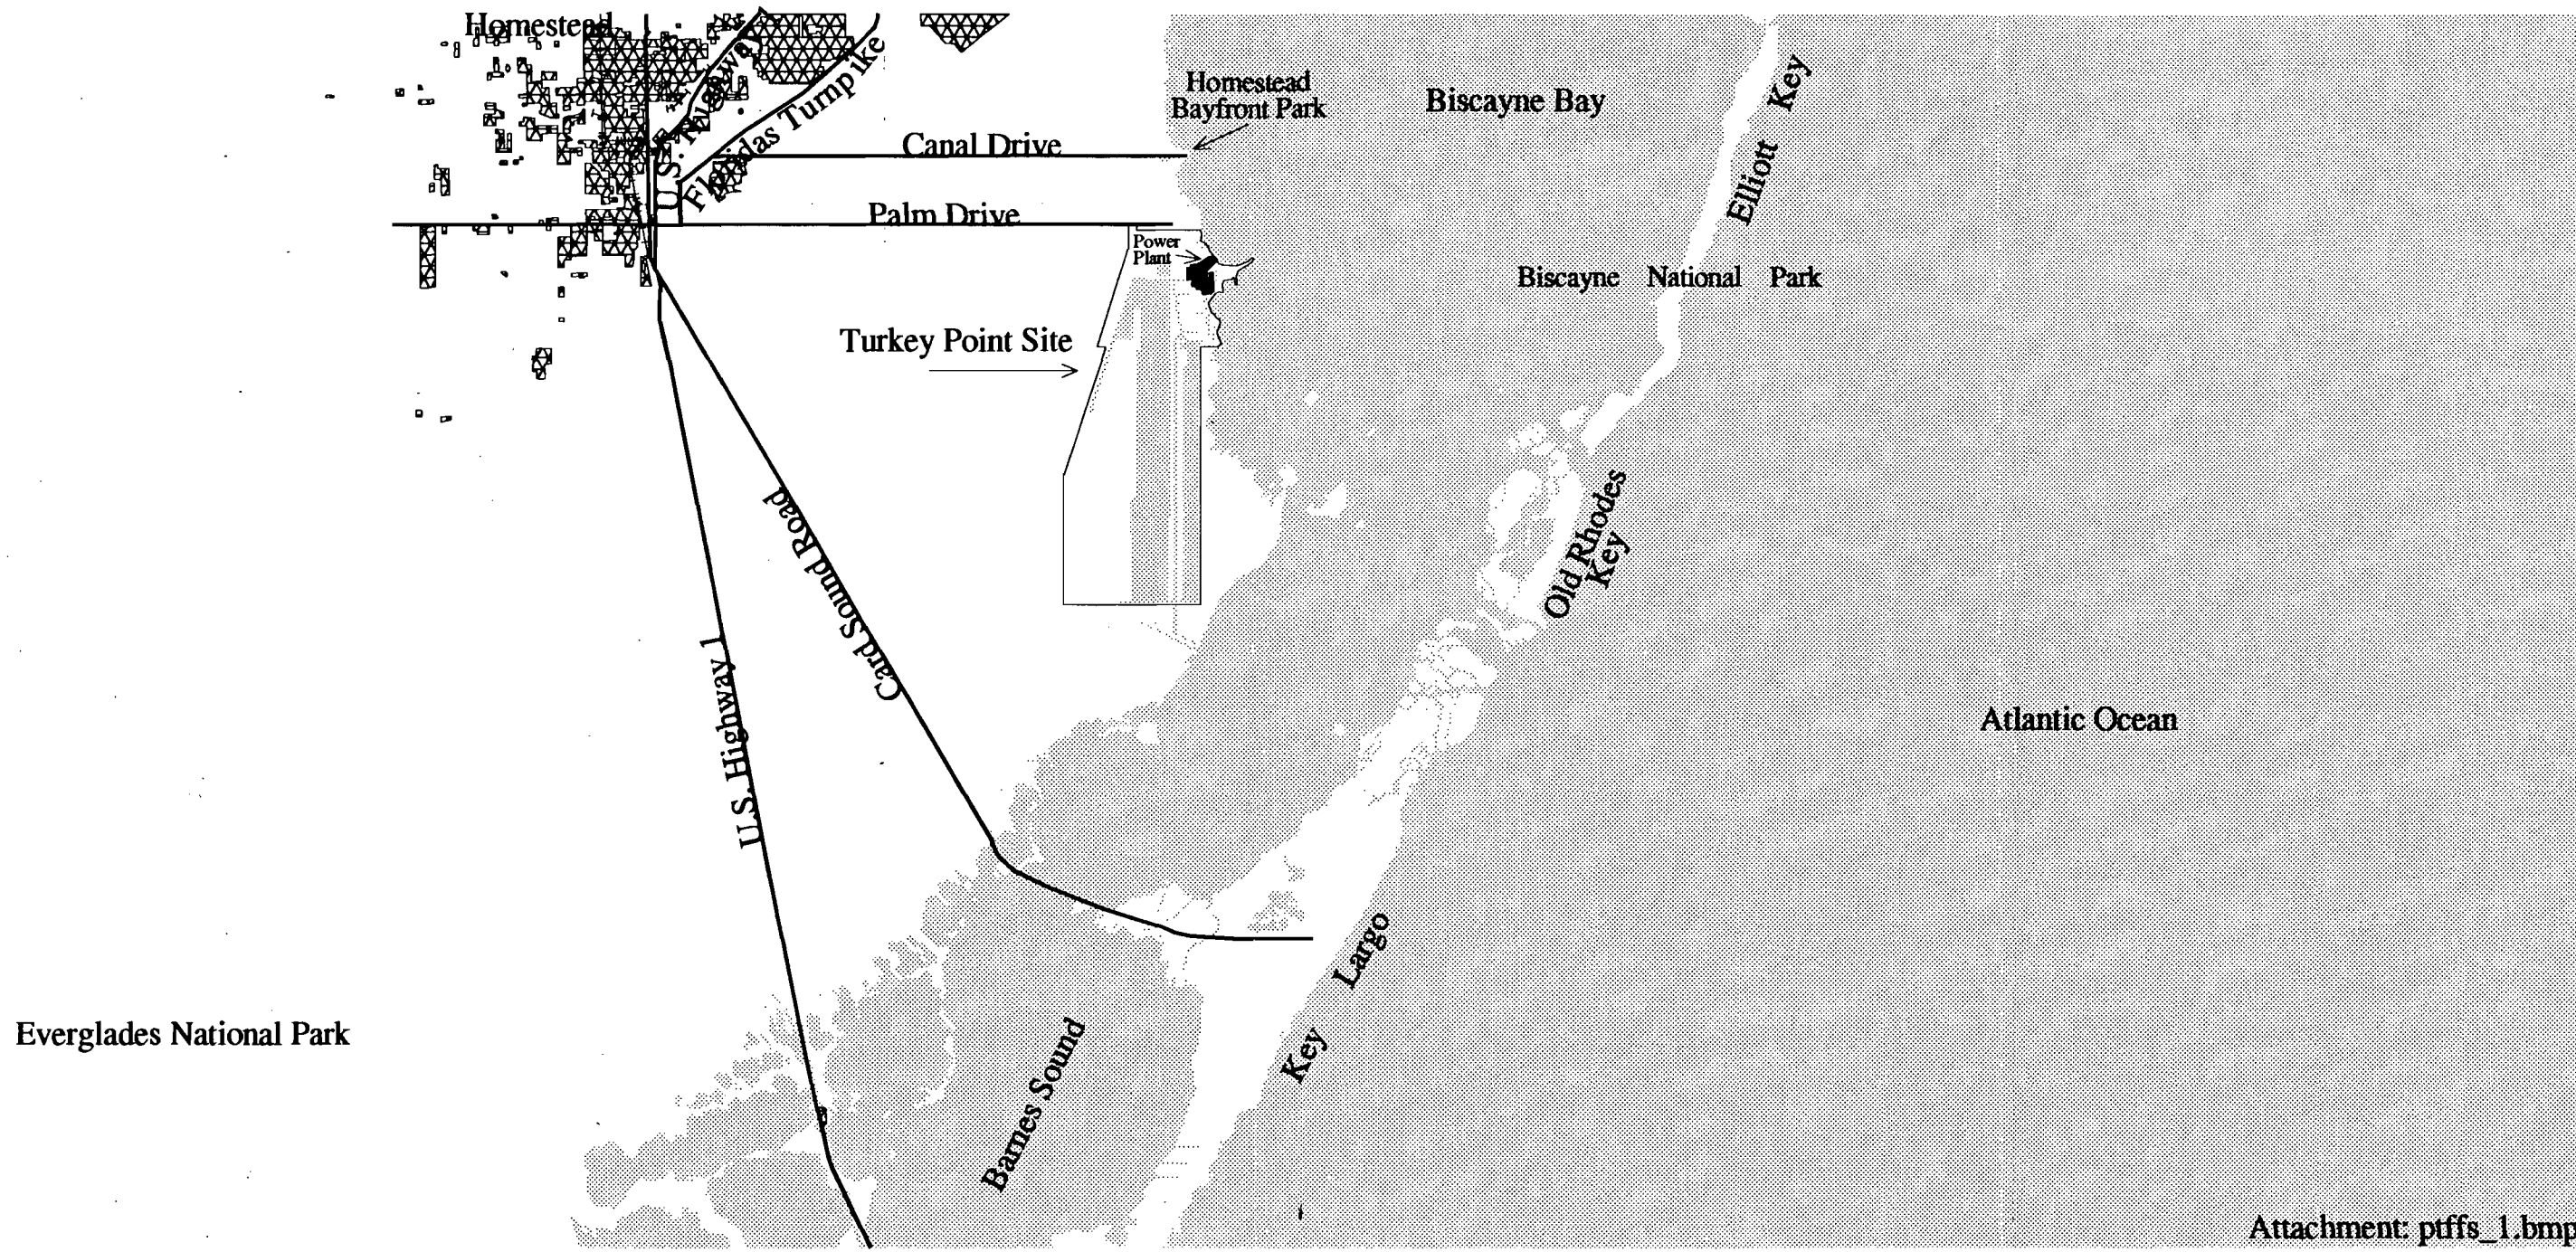 Homestead
U.S. Highway
Floridas Turnpike
Homestead
Bayfront Park
Biscayne Bay
Elliott Key
Canal Drive
Palm Drive
Power
Plant
Biscayne National Park
Turkey Point Site
Card Sound Road
Old Rhodes
Key
U.S. Highway 1
Atlantic Ocean
Key Largo
Everglades National Park
Barnes Sound
Attachment: ptffs_1.bmp